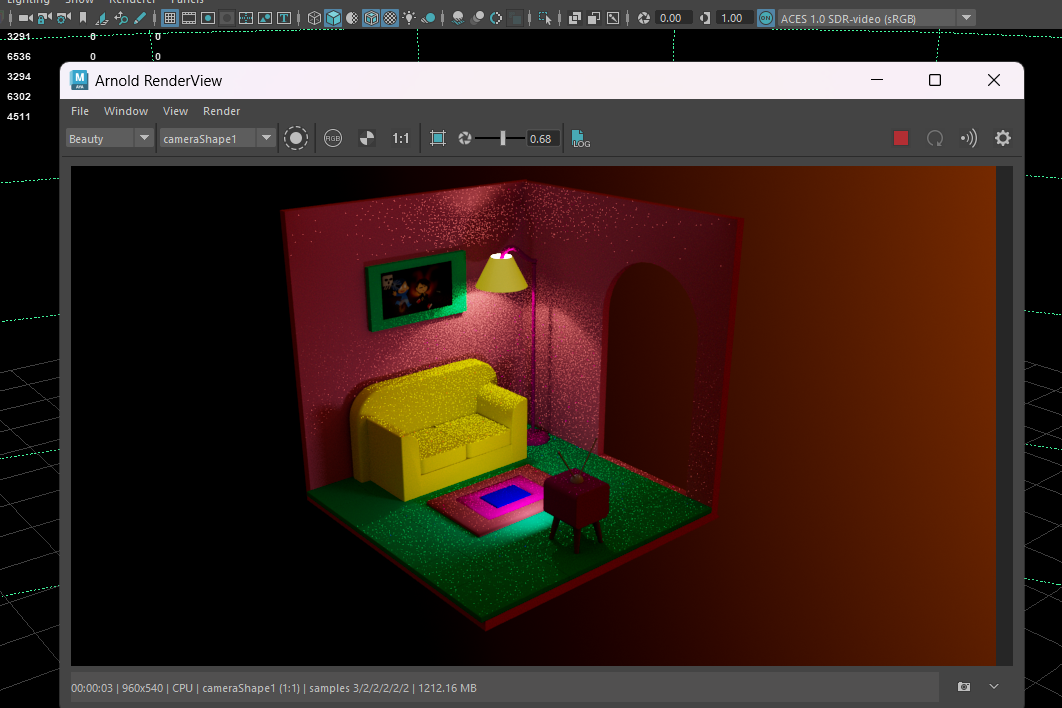 Lighting Show Renderer Panels
0.00 1.00 ON ACES 1.0 SDR-video (sRGB)
3291 0 0
6536 0 0
3294
6302
4511
M
Arnold RenderView
File Window View Render
Beauty cameraShape1 RGB 1:1 0.68 LOG
00:00:03 | 960x540 | CPU | cameraShape1 (1:1) | samples 3/2/2/2/2/2 | 1212.16 MB